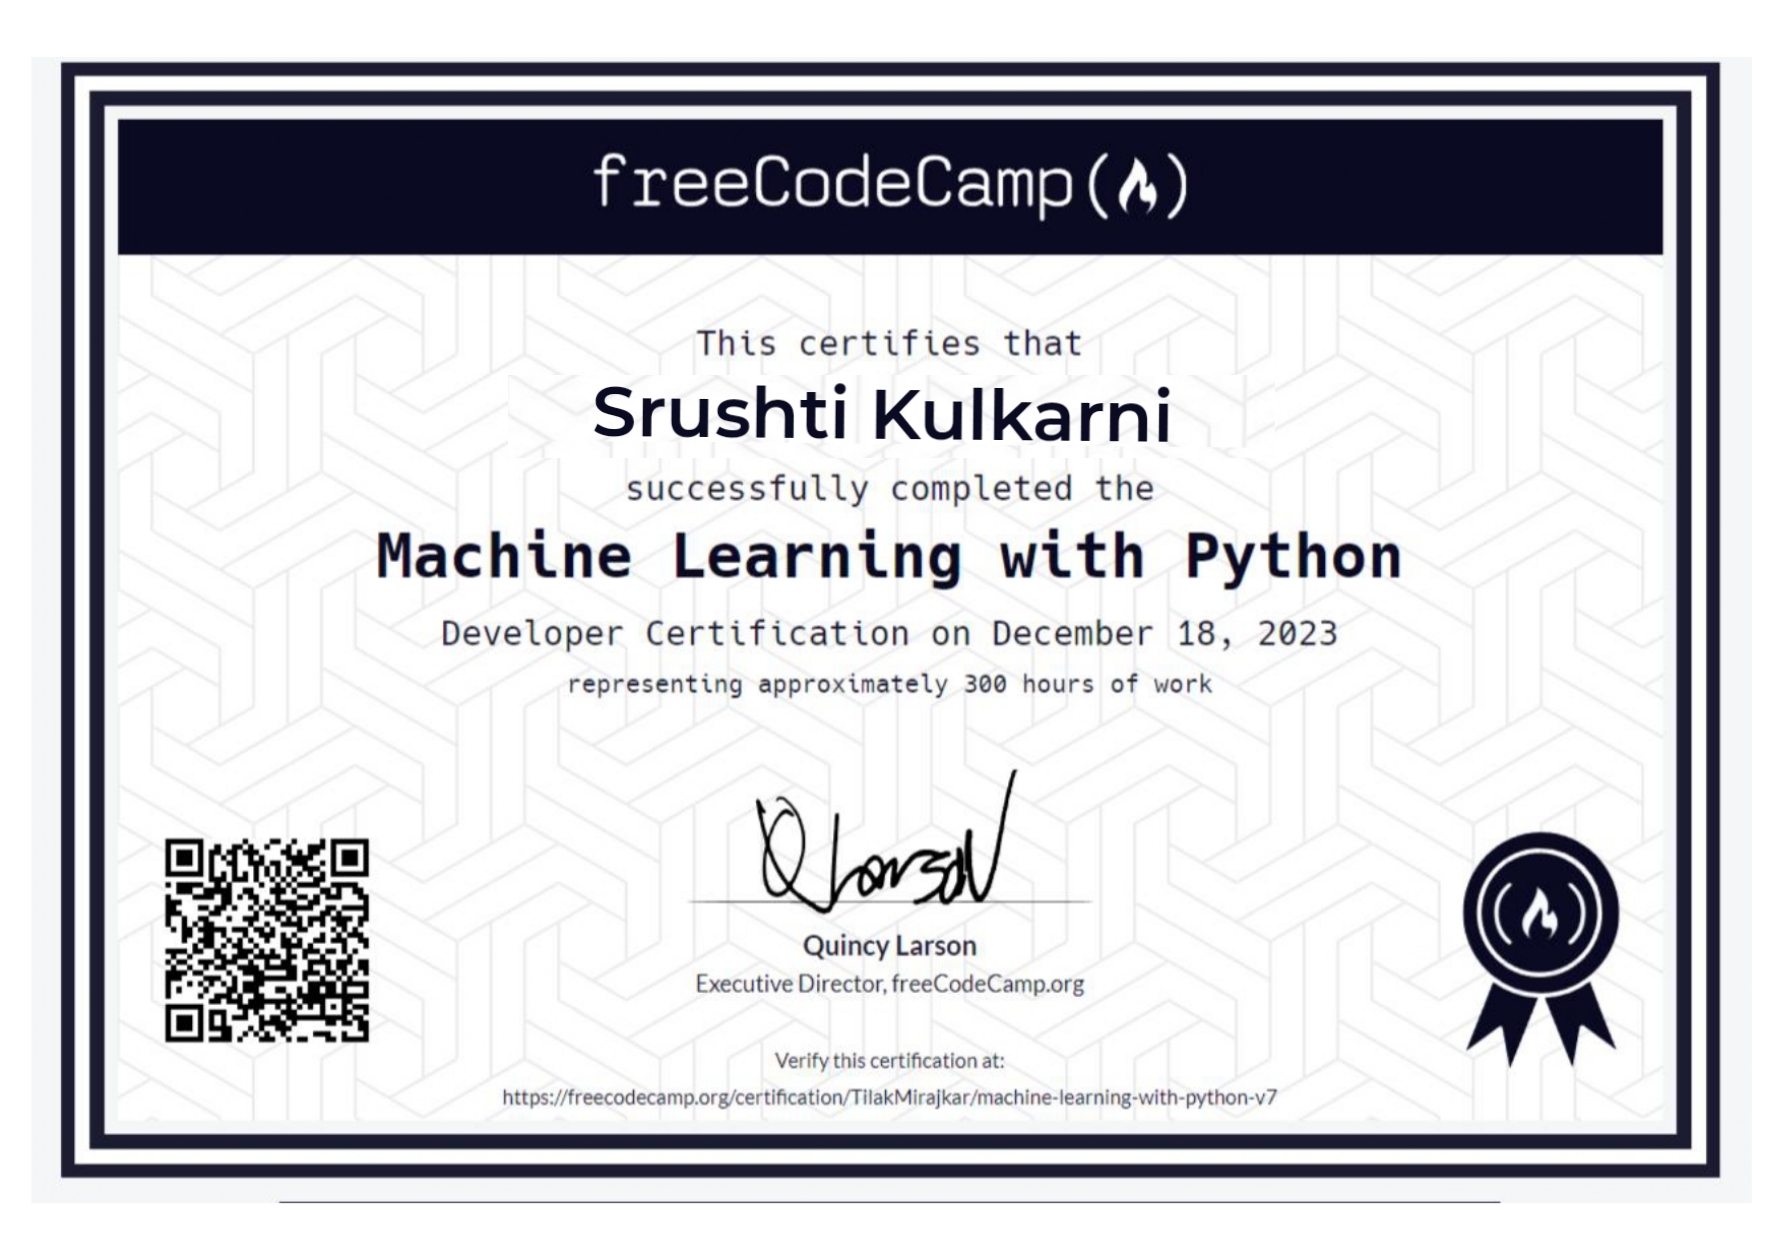 freeCodeCamp
This certifies that
Srushti Kulkarni
successfully completed the
Machine Learning with Python
Developer Certification on December 18, 2023
representing approximately 300 hours of work
Quincy Larson
Executive Director, freeCodeCamp.org
Verify this certification at:
https://freecodecamp.org/certification/TilakMirajkar/machine-learning-with-python-v7